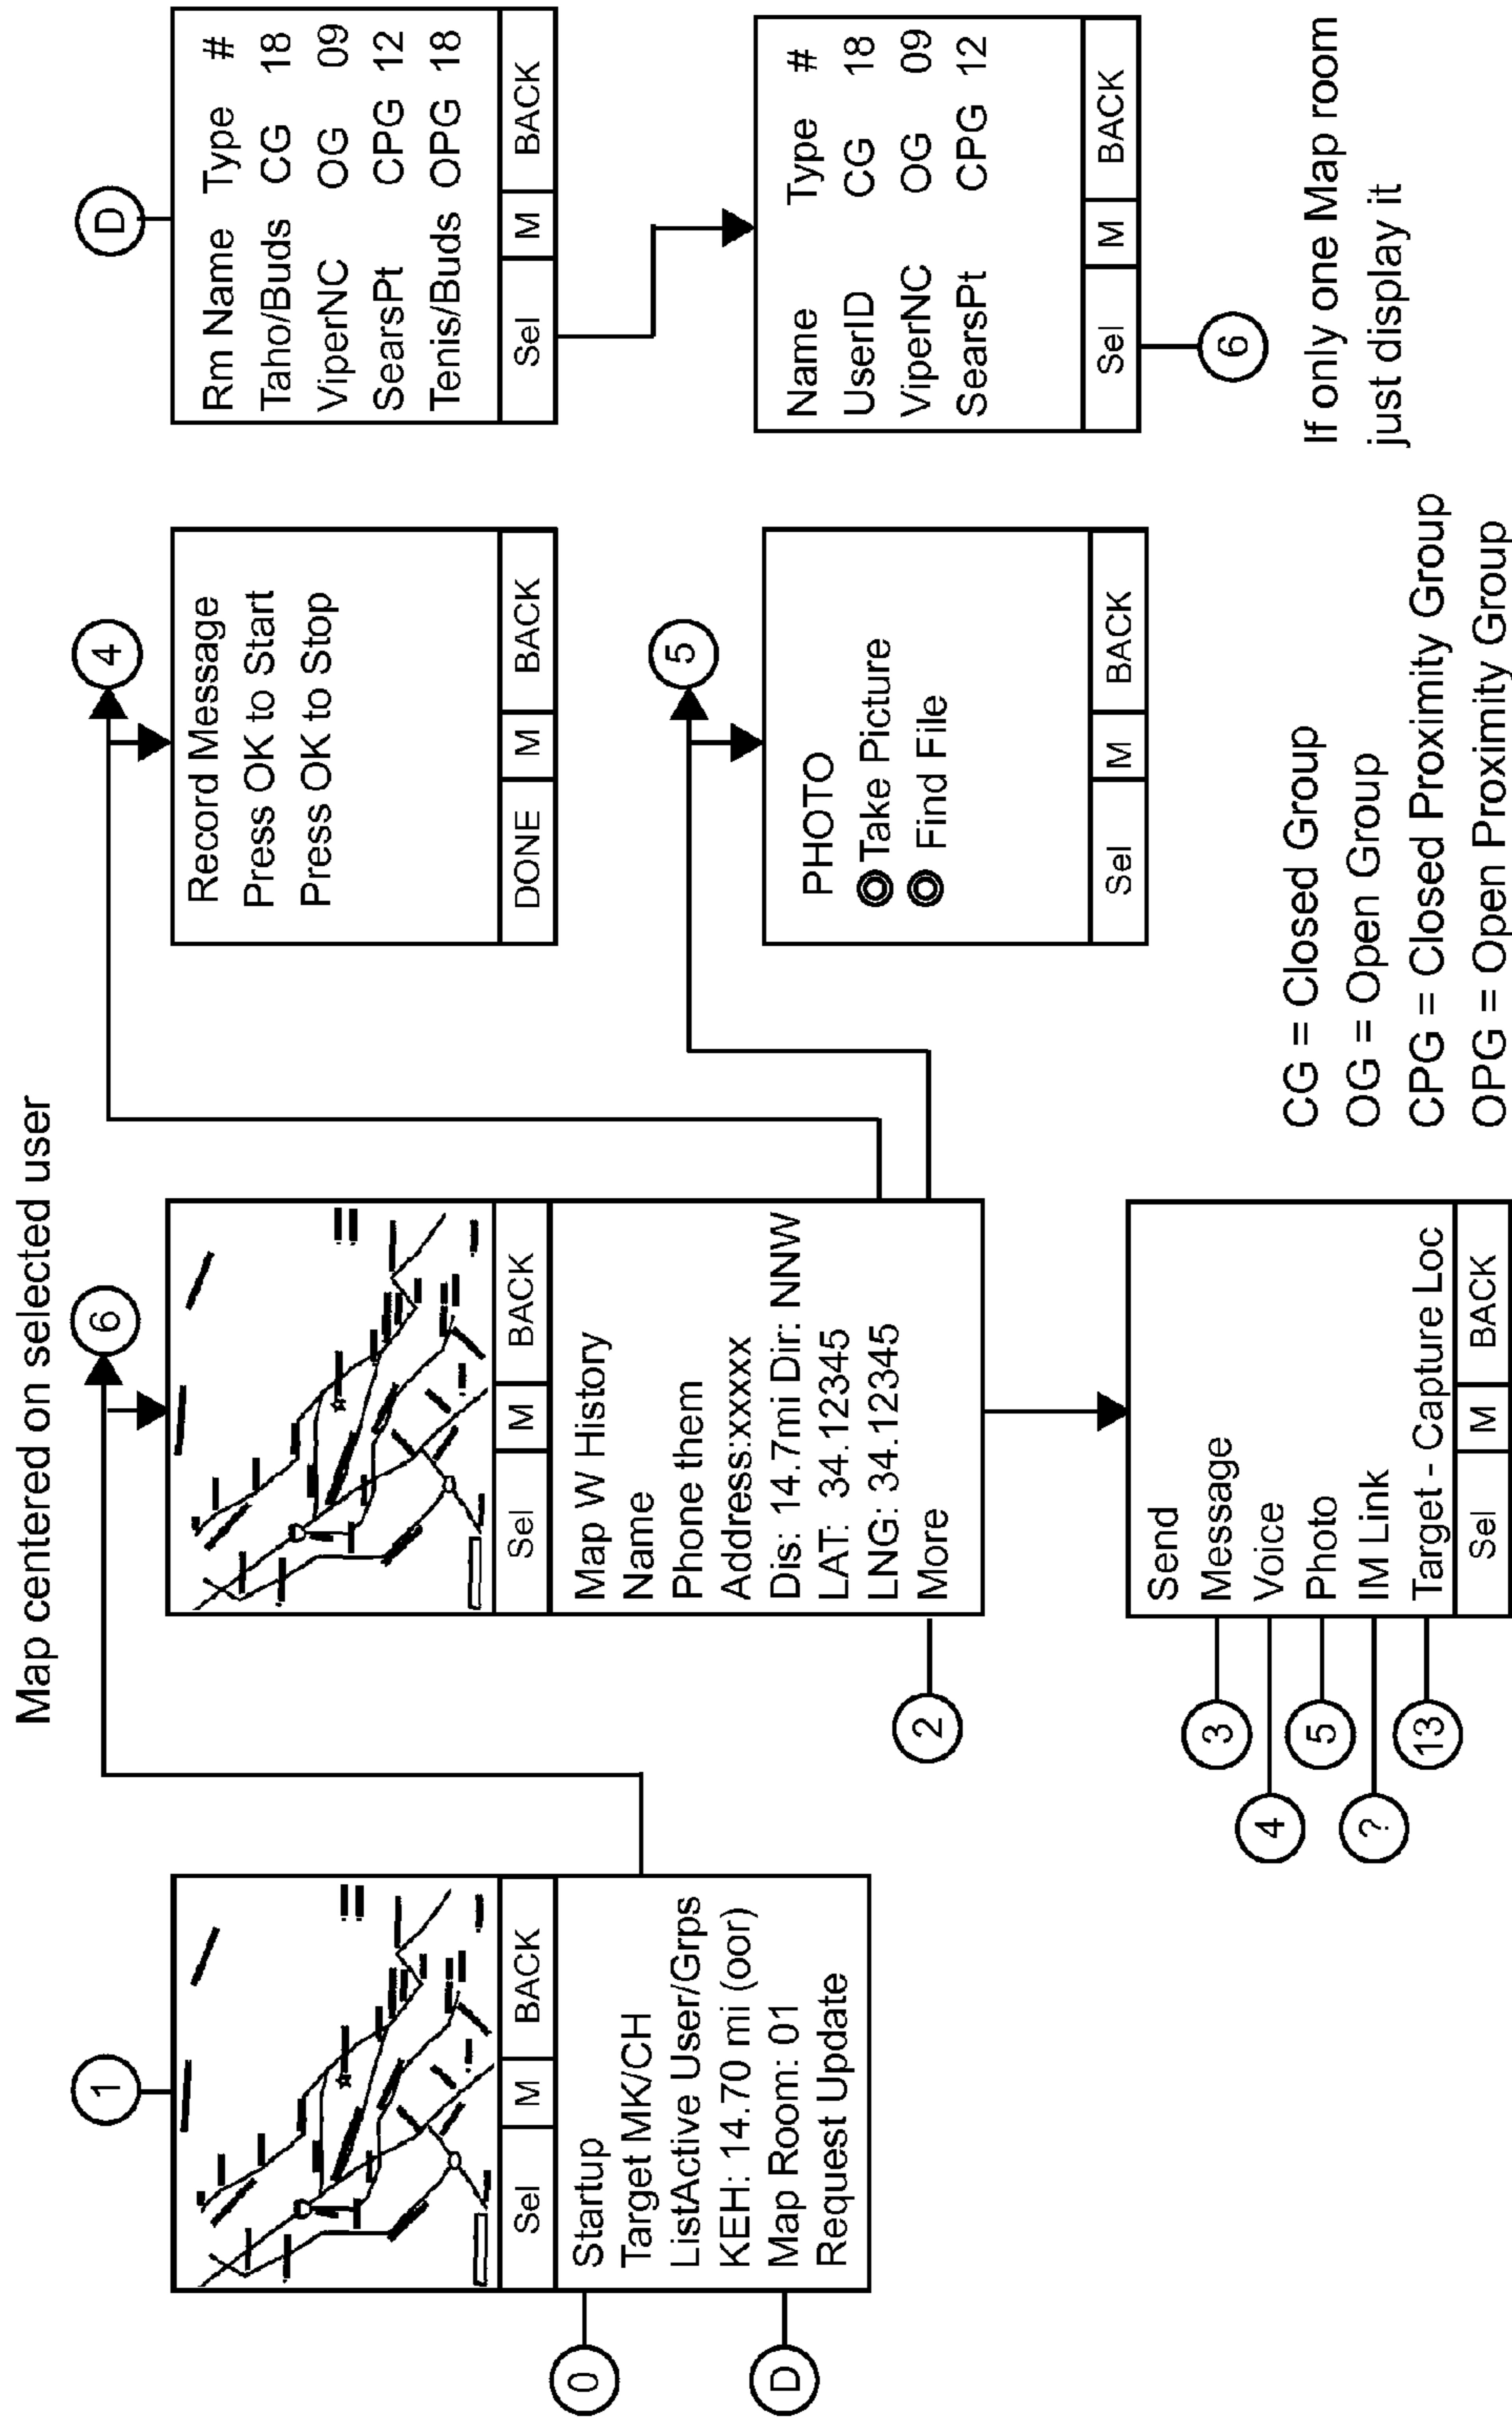 Map centered on selected user
1
Sel M BACK
Startup
Target MK/CH
ListActive User/Grps
KEH: 14.70 mi (oor)
Map Room: 01
Request Update
0
D
6
Sel M BACK
Map W History
Name
Phone them
Address:xxxxx
Dis: 14.7mi Dir: NNW
LAT: 34.12345
LNG: 34.12345
More
2
Send
Message
Voice
Photo
IM Link
Target - Capture Loc
Sel M BACK
3
4
5
?
13
4
Record Message
Press OK to Start
Press OK to Stop
DONE M BACK
5
PHOTO
Take Picture
Find File
Sel M BACK
CG = Closed Group
OG = Open Group
CPG = Closed Proximity Group
OPG = Open Proximity Group
D
Rm Name Type #
Taho/Buds CG 18
ViperNC OG 09
SearsPt CPG 12
Tenis/Buds OPG 18
Sel M BACK
Name Type #
UserID CG 18
ViperNC OG 09
SearsPt CPG 12
Sel M BACK
6
If only one Map room
just display it